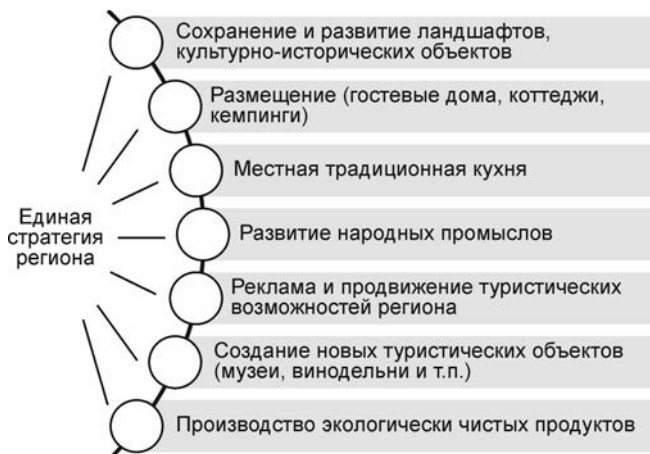 Сохранение и развитие ландшафтов,
культурно-исторических объектов
Размещение (гостевые дома, коттеджи,
кемпинги)
Местная традиционная кухня
Единая
стратегия
региона
Развитие народных промыслов
Реклама и продвижение туристических
возможностей региона
Создание новых туристических объектов
(музеи, винодельни и т.п.)
Производство экологически чистых продуктов